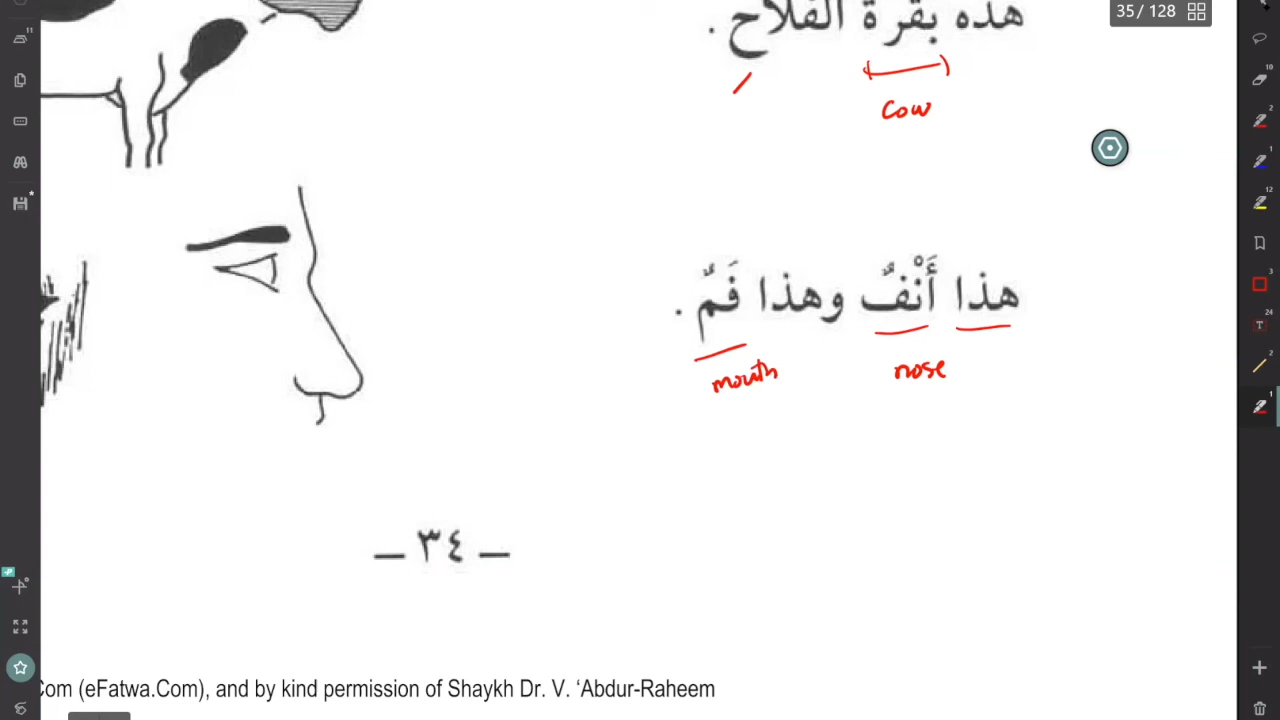 35 / 128
هذه بقرة الفلاح .
cow
هذا أَنْفٌ وهذا فَمٌ .
mouth nose
– ٣٤ –
Com (eFatwa.Com), and by kind permission of Shaykh Dr. V. ‘Abdur-Raheem